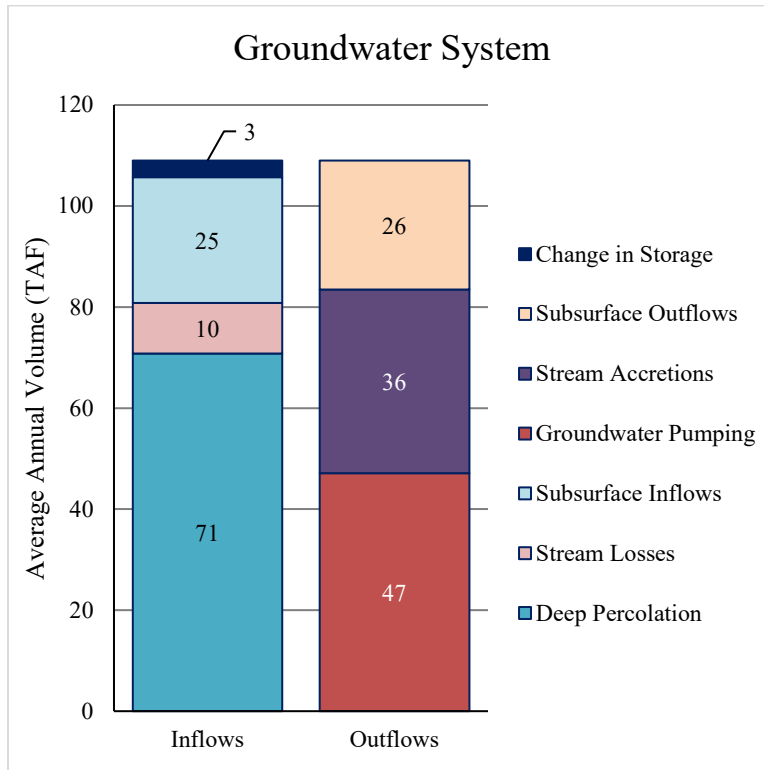 Groundwater System
Average Annual Volume (TAF)
120
100
80
60
40
20
0
3
25
10
71
26
36
47
Inflows
Outflows
Change in Storage
Subsurface Outflows
Stream Accretions
Groundwater Pumping
Subsurface Inflows
Stream Losses
Deep Percolation